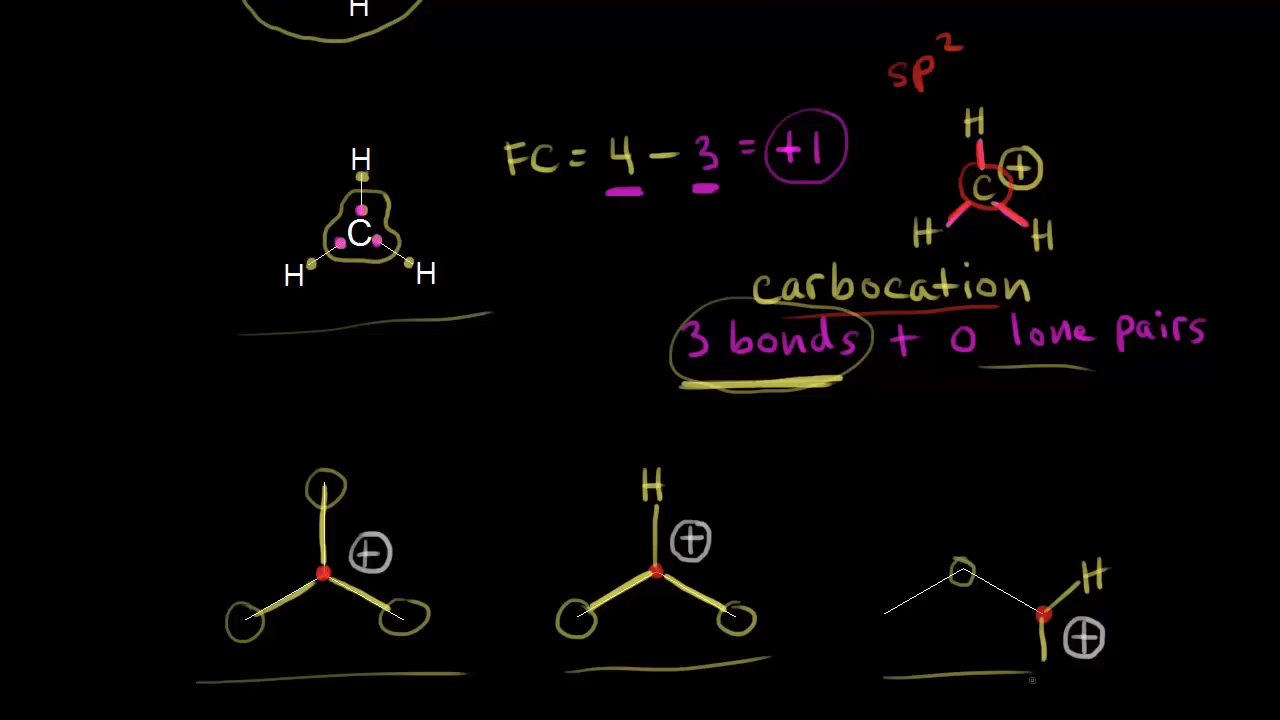 H
sp²
H
FC = 4 - 3 = +1
H
C +
C
H H
H H
carbocation
3 bonds + 0 lone pairs
H
+ +
H
+